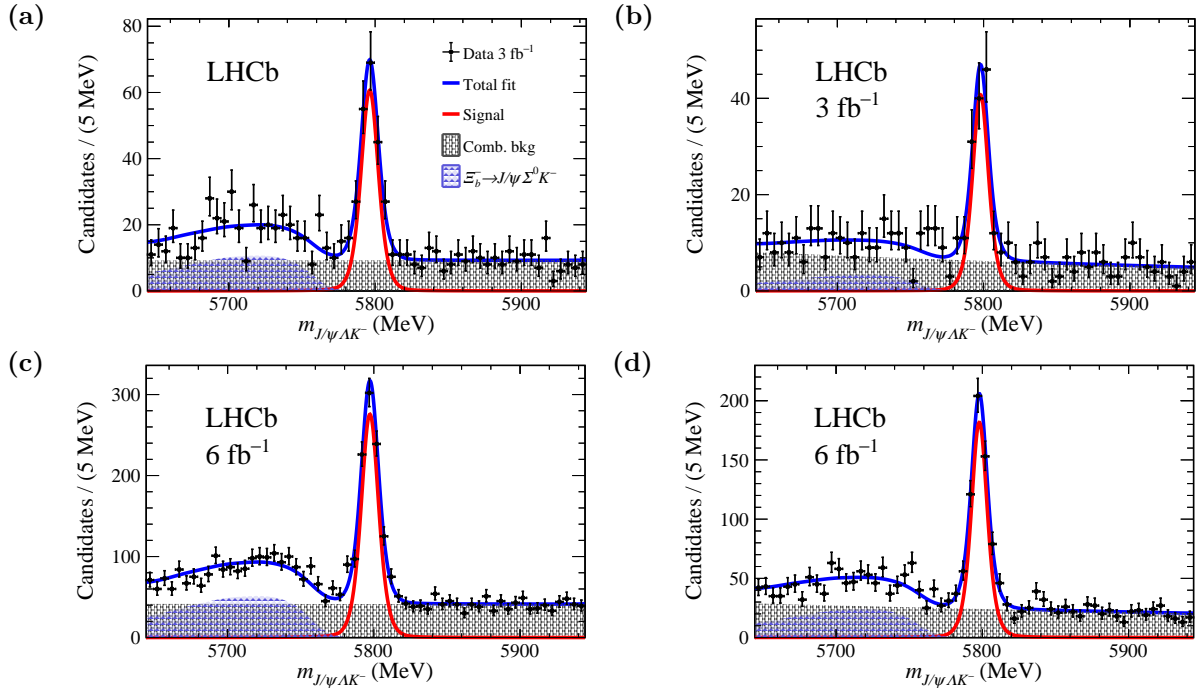 (a)
Candidates / (5 MeV)
80
60
40
20
0
LHCb
Data 3 fb⁻¹
Total fit
Signal
Comb. bkg
Ξb⁻→J/ψΣ⁰K⁻
5700 5800 5900
mJ/ψΛK⁻ (MeV)
(b)
Candidates / (5 MeV)
40
20
0
LHCb
3 fb⁻¹
5700 5800 5900
mJ/ψΛK⁻ (MeV)
(c)
Candidates / (5 MeV)
300
200
100
0
LHCb
6 fb⁻¹
5700 5800 5900
mJ/ψΛK⁻ (MeV)
(d)
Candidates / (5 MeV)
200
150
100
50
0
LHCb
6 fb⁻¹
5700 5800 5900
mJ/ψΛK⁻ (MeV)